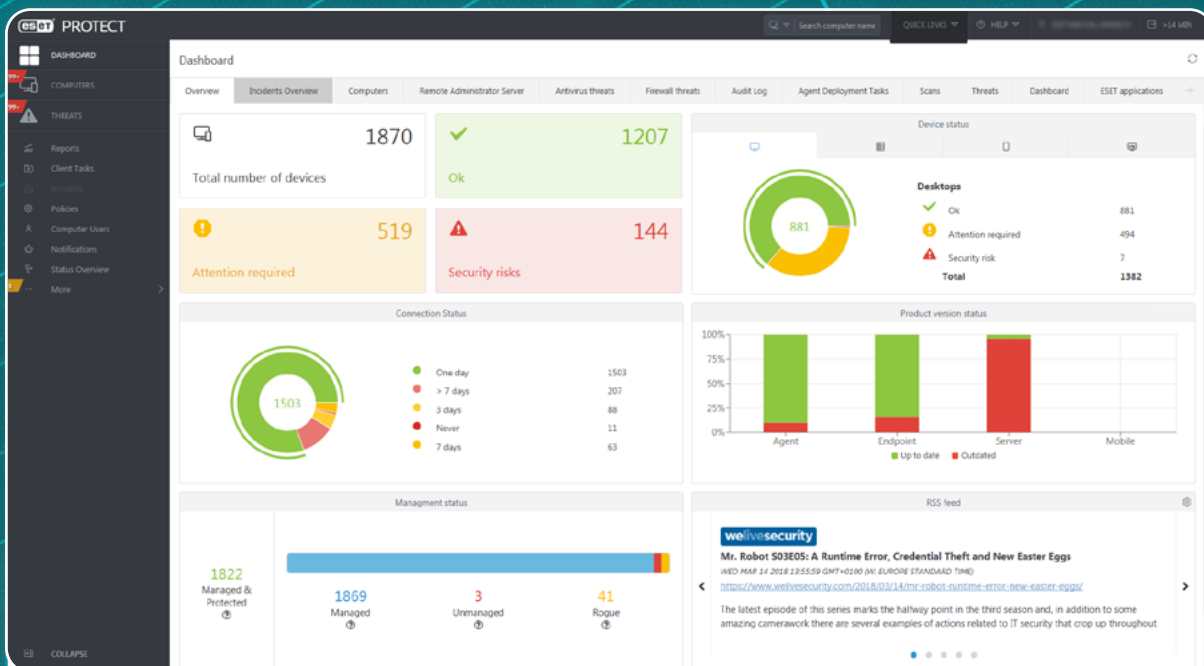 eset PROTECT
Search computer name
QUICK LINKS
HELP
>14 MIN
DASHBOARD
99+
COMPUTERS
99+
THREATS
Reports
Client Tasks
Incident
Policies
Computer Users
Notifications
Status Overview
More
COLLAPSE
Dashboard
Overview Incidents Overview Computers Remote Administrator Server Antivirus threats Firewall threats Audit Log Agent Deployment Tasks Scans Threats Dashboard ESET applications
1870
Total number of devices
1207
Ok
519
Attention required
144
Security risks
Device status
881
Desktops
Ok 881
Attention required 494
Security risk 7
Total 1382
Connection Status
1503
One day 1503
> 7 days 207
3 days 88
Never 11
7 days 63
Product version status
100%
75%
50%
25%
0%
Agent Endpoint Server Mobile
Up to date Outdated
Managment status
1822
Managed &
Protected
1869
Managed
3
Unmanaged
41
Rogue
RSS feed
welivesecurity
Mr. Robot S03E05: A Runtime Error, Credential Theft and New Easter Eggs
WED MAR 14 2018 13:55:59 GMT+0100 (W. EUROPE STANDARD TIME)
https://www.welivesecurity.com/2018/03/14/mr-robot-runtime-error-new-easter-eggs/
The latest episode of this series marks the halfway point in the third season and, in addition to some
amazing camerawork there are several examples of actions related to IT security that crop up throughout